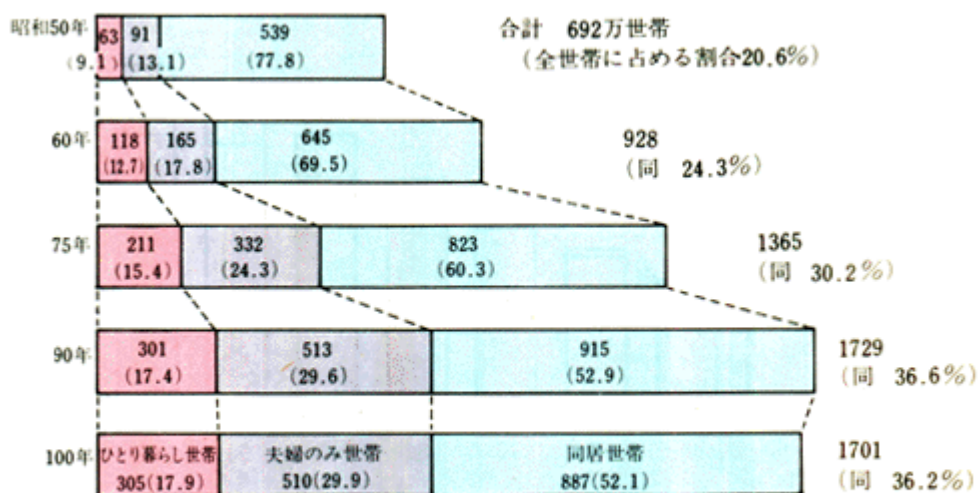 昭和50年 63 91 539 合計 692万世帯
(9.1) (13.1) (77.8) (全世帯に占める割合20.6%)
60年 118 165 645 928
(12.7) (17.8) (69.5) (同 24.3%)
75年 211 332 823 1365
(15.4) (24.3) (60.3) (同 30.2%)
90年 301 513 915 1729
(17.4) (29.6) (52.9) (同 36.6%)
100年 ひとり暮らし世帯 夫婦のみ世帯 同居世帯 1701
305(17.9) 510(29.9) 887(52.1) (同 36.2%)